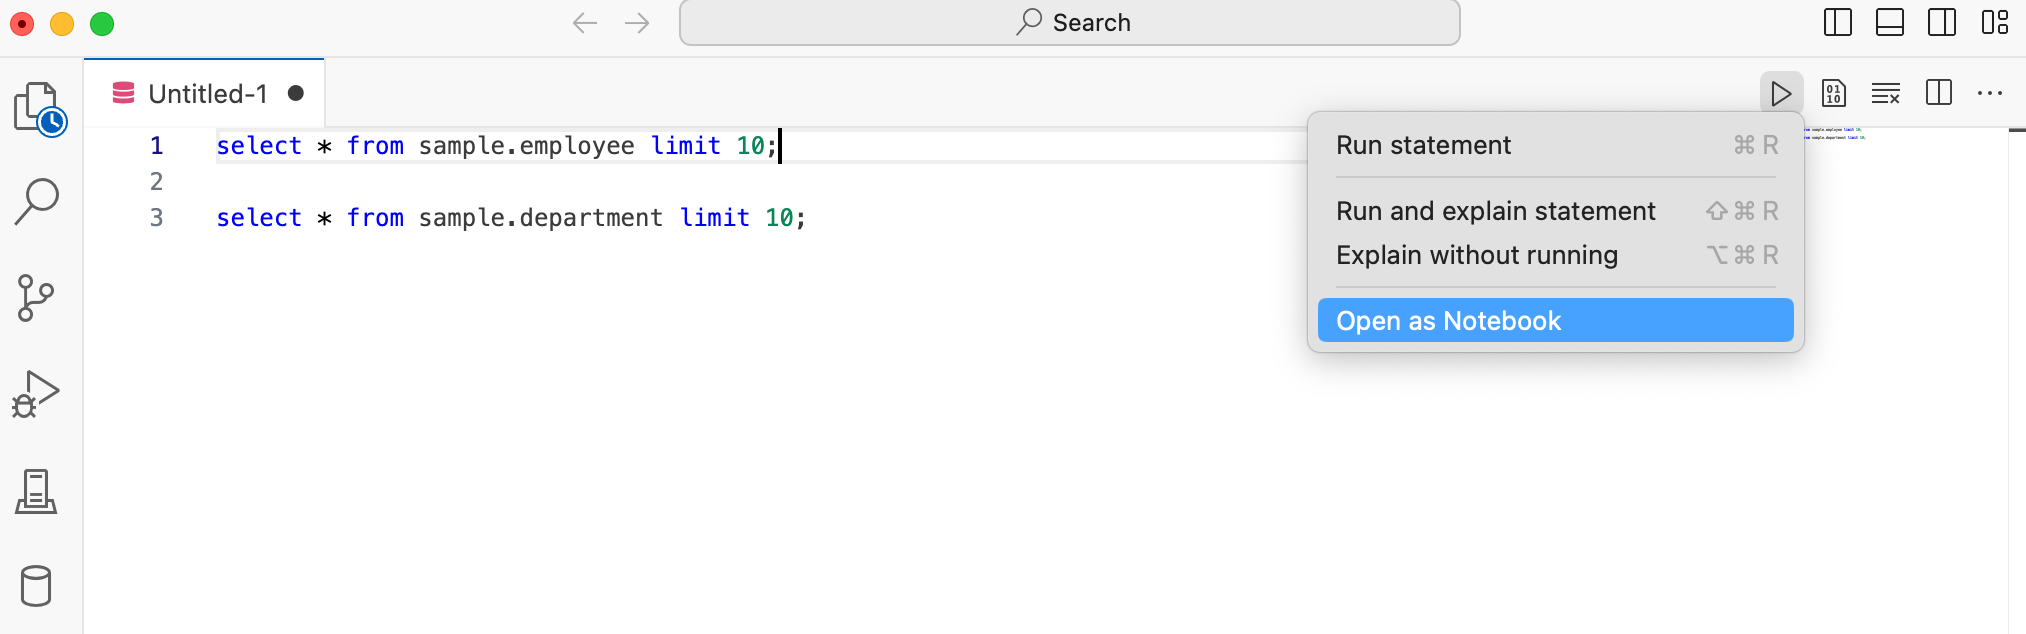 Search
Untitled-1
1 select * from sample.employee limit 10;
2
3 select * from sample.department limit 10;
Run statement ⌘ R
Run and explain statement ⇧ ⌘ R
Explain without running ⌥ ⌘ R
Open as Notebook